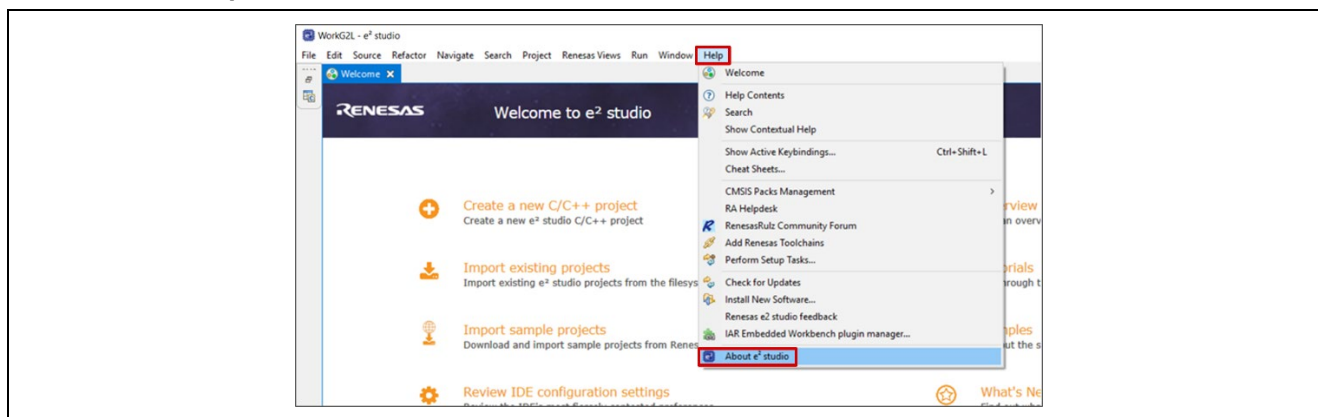 WorkG2L - e² studio
File Edit Source Refactor Navigate Search Project Renesas Views Run Window Help
Welcome
RENESAS Welcome to e² studio
Create a new C/C++ project
Create a new e² studio C/C++ project
Import existing projects
Import existing e² studio projects from the filesys
Import sample projects
Download and import sample projects from Renes
Review IDE configuration settings
Welcome
Help Contents
Search
Show Contextual Help
Show Active Keybindings... Ctrl+Shift+L
Cheat Sheets...
CMSIS Packs Management
RA Helpdesk
RenesasRulz Community Forum
Add Renesas Toolchains
Perform Setup Tasks...
Check for Updates
Install New Software...
Renesas e2 studio feedback
IAR Embedded Workbench plugin manager...
About e² studio
rview
an overv
orials
hrough t
ples
out the s
What's Ne